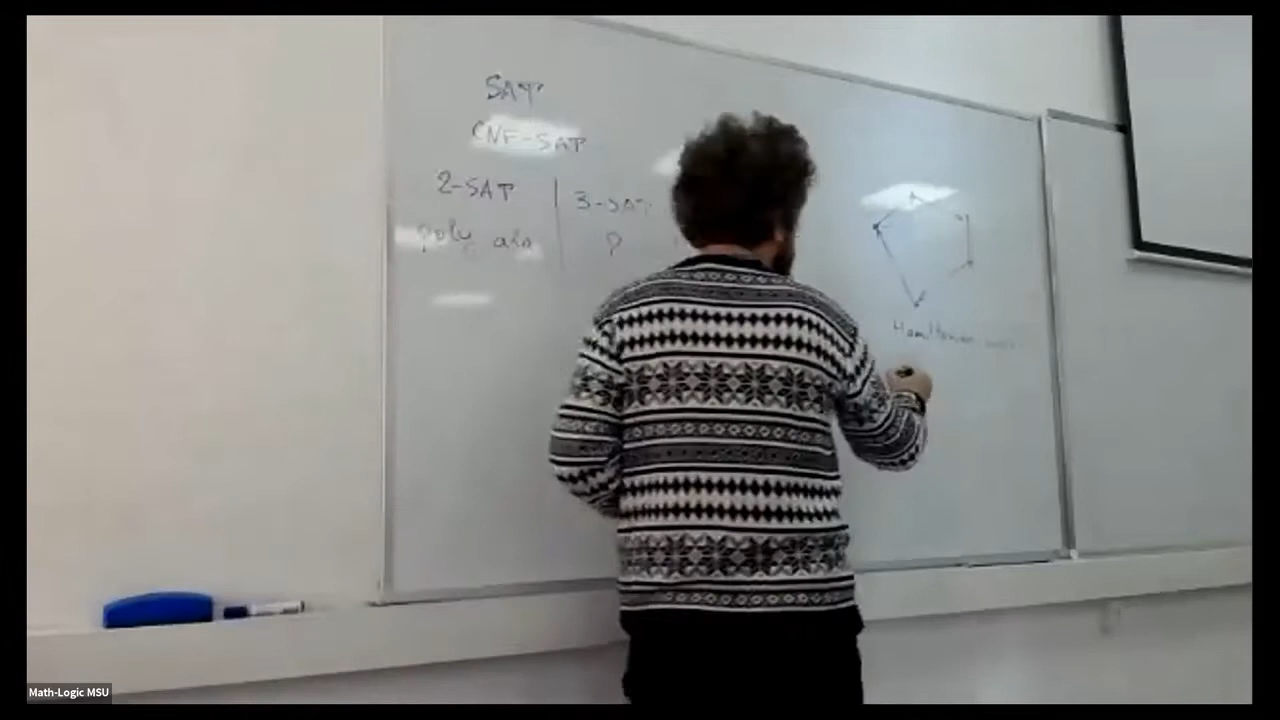 SAT
CNF-SAT
2-SAT
3-SAT
poly alg
?
Hamiltonian
Math-Logic MSU